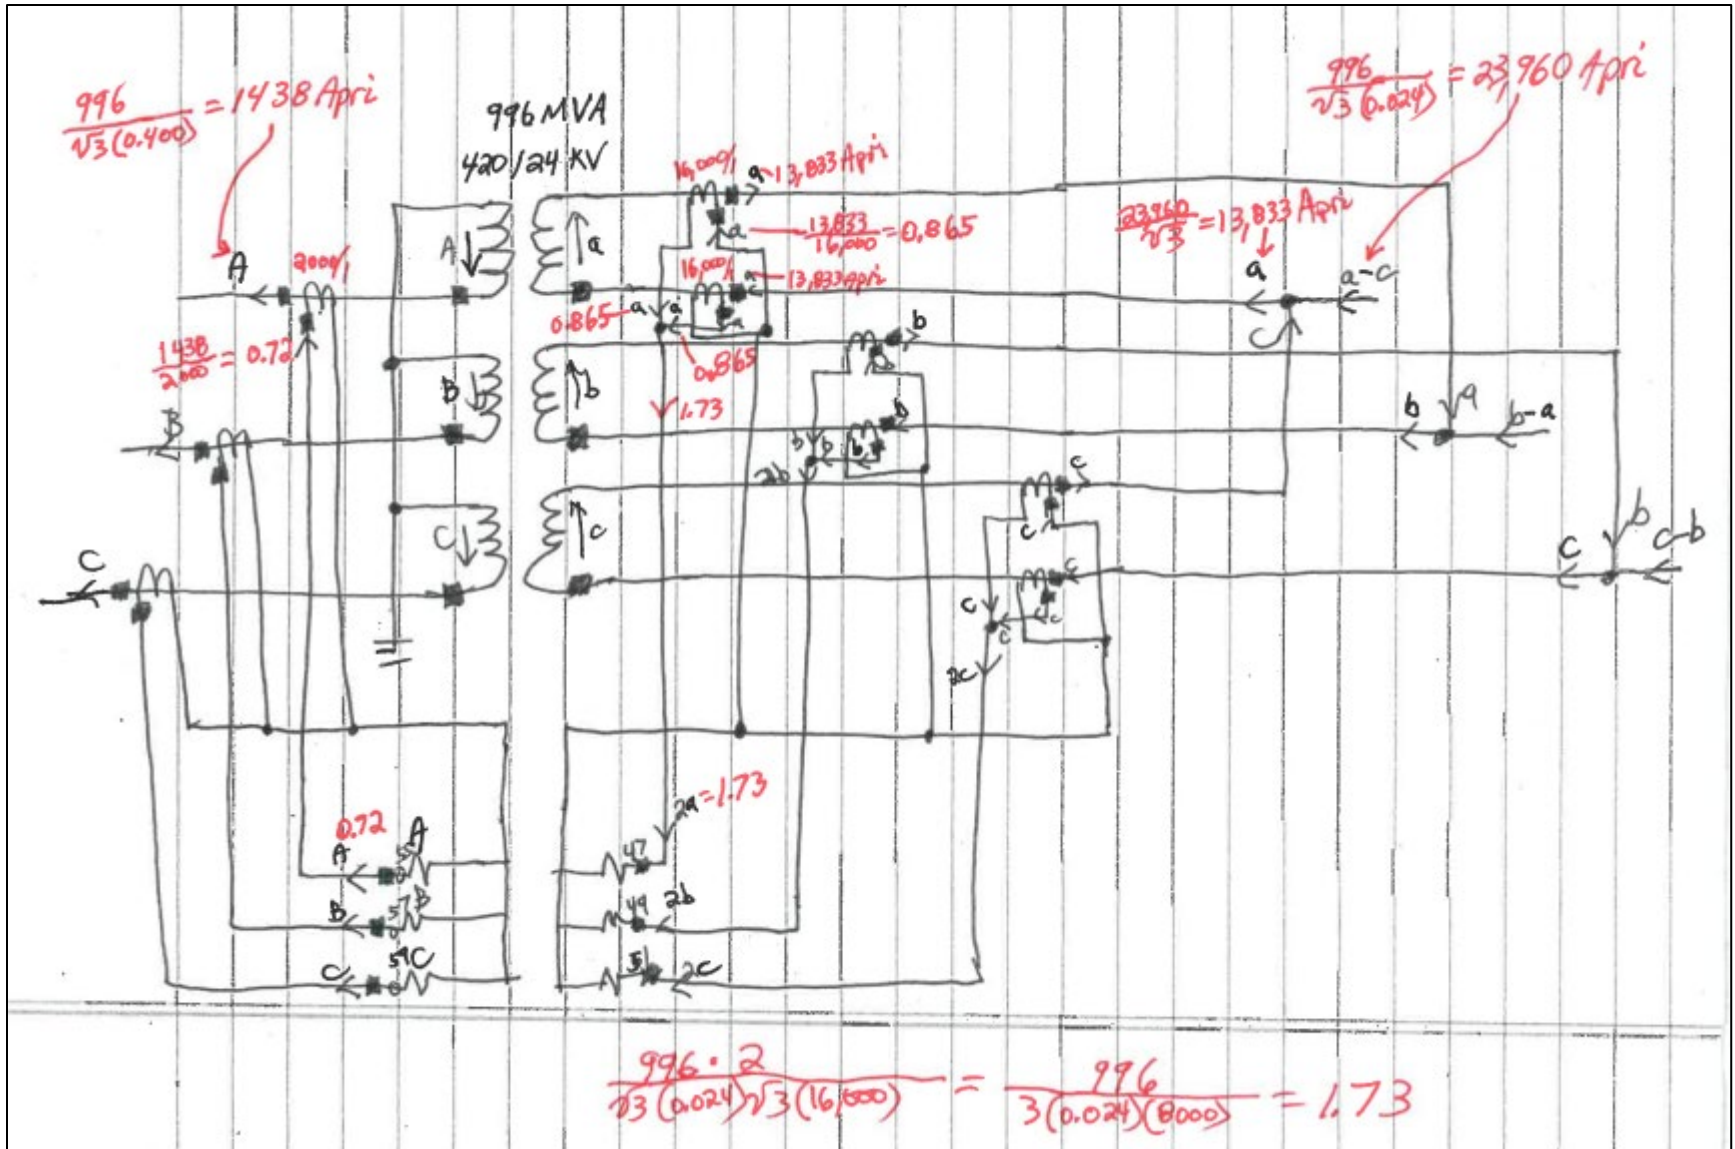 996 / √3(0.400) = 1438 Apri
996 MVA
420/24 KV
996 / √3(0.024) = 23,960 Apri
16,000/1
a 13,833 Apri
13,833 / 16,000 = 0.865
23960 / √3 = 13,833 Apri
A
2000/1
A
a
a
16,000/1
a
13,833 Apri
a
a-c
0.865
a
a
a
C
1438 / 2000 = 0.72
0.865
b
b
B
b
1.73
b
a
b
b-a
B
b
b
b
2b
c
C
c
c
b
c
c-b
C
c
c
c
c
2c
2a=1.73
0.72
A
A
47
B
57
B
49
2b
C
59
C
51
2c
996 · 2 / √3(0.024)√3(16,000) = 996 / 3(0.024)(8000) = 1.73